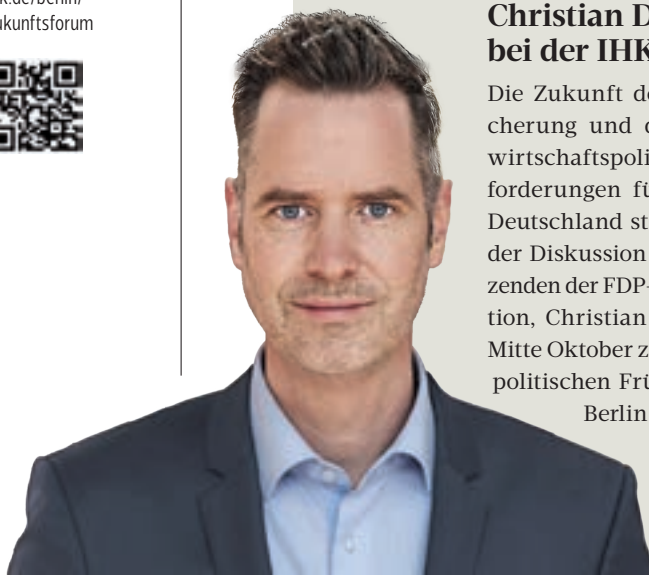 k.de/berlin/
ukunftsforum
Christian D
bei der IHK
Die Zukunft de
cherung und d
wirtschaftspoli
forderungen fü
Deutschland st
der Diskussion
zenden der FDP-
tion, Christian
Mitte Oktober z
politischen Frü
Berlin